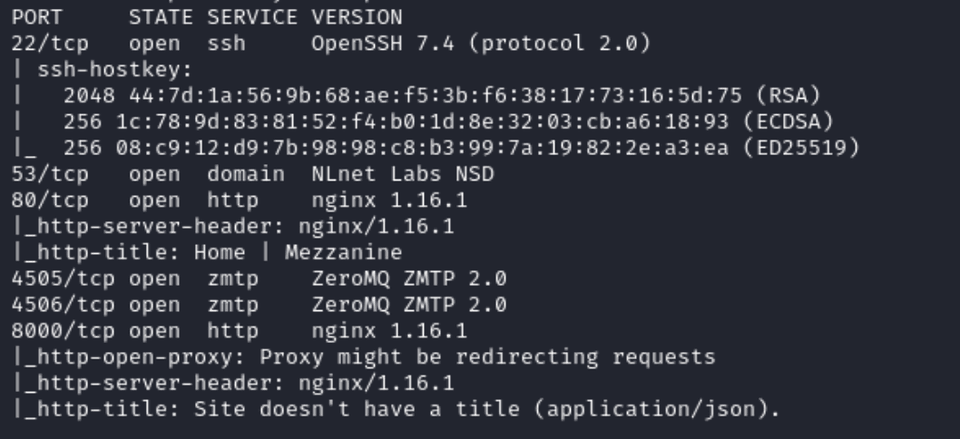 PORT     STATE SERVICE VERSION
22/tcp   open  ssh     OpenSSH 7.4 (protocol 2.0)
| ssh-hostkey:
|   2048 44:7d:1a:56:9b:68:ae:f5:3b:f6:38:17:73:16:5d:75 (RSA)
|   256 1c:78:9d:83:81:52:f4:b0:1d:8e:32:03:cb:a6:18:93 (ECDSA)
|_  256 08:c9:12:d9:7b:98:98:c8:b3:99:7a:19:82:2e:a3:ea (ED25519)
53/tcp   open  domain  NLnet Labs NSD
80/tcp   open  http    nginx 1.16.1
|_http-server-header: nginx/1.16.1
|_http-title: Home | Mezzanine
4505/tcp open  zmtp    ZeroMQ ZMTP 2.0
4506/tcp open  zmtp    ZeroMQ ZMTP 2.0
8000/tcp open  http    nginx 1.16.1
|_http-open-proxy: Proxy might be redirecting requests
|_http-server-header: nginx/1.16.1
|_http-title: Site doesn't have a title (application/json).